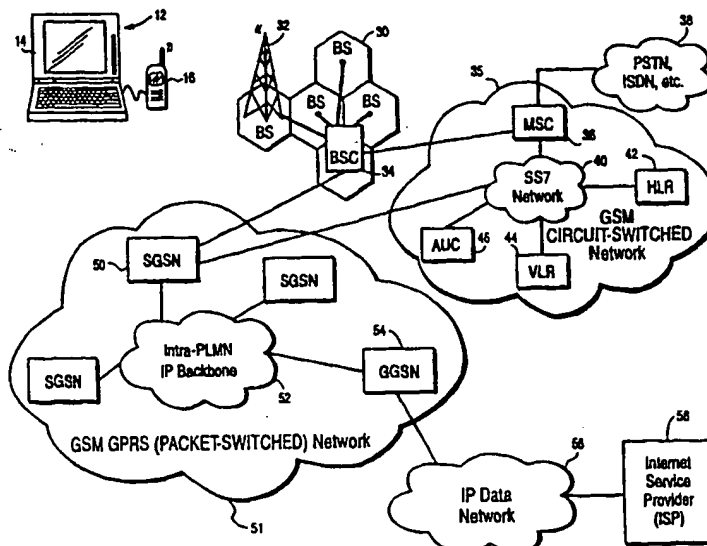 12
14
16
32
30
BS
BS
BS
BS
BSC
34
38
PSTN,
ISDN, etc.
35
MSC
36
40
SS7
Network
42
HLR
GSM
CIRCUIT-SWITCHED
Network
AUC
46
44
VLR
50
SGSN
SGSN
SGSN
Intra-PLMN
IP Backbone
52
54
GGSN
GSM GPRS (PACKET-SWITCHED) Network
51
56
IP Data
Network
58
Internet
Service
Provider
(ISP)